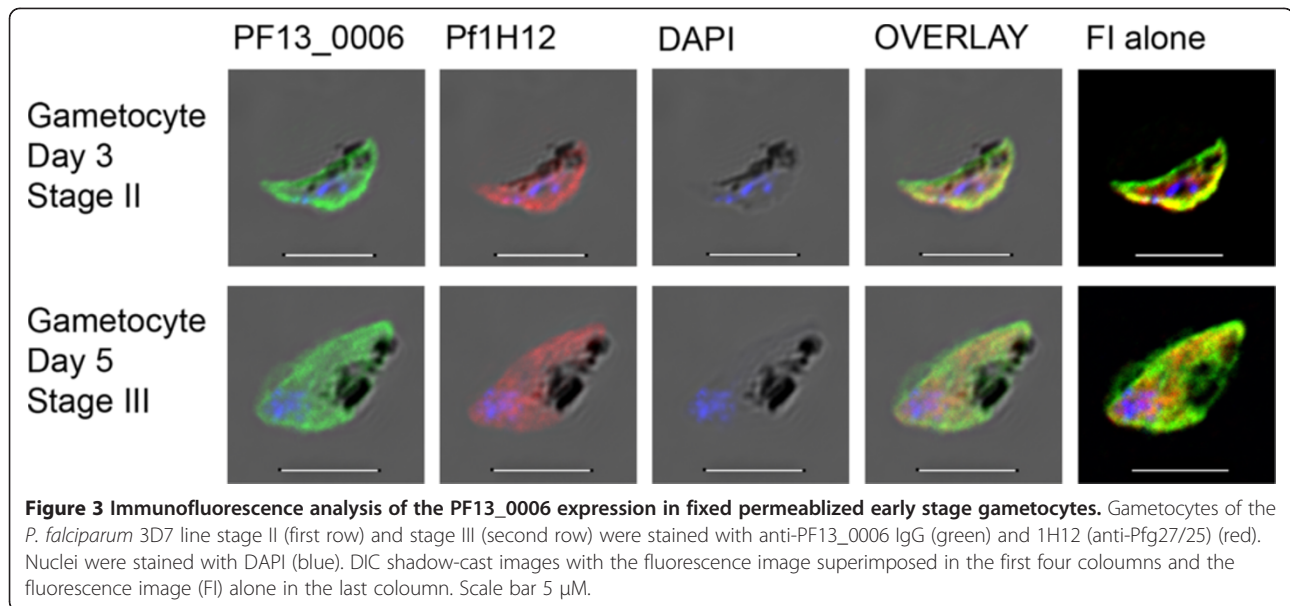 PF13_0006 Pf1H12 DAPI OVERLAY FI alone
Gametocyte
Day 3
Stage II
Gametocyte
Day 5
Stage III
Figure 3 Immunofluorescence analysis of the PF13_0006 expression in fixed permeablized early stage gametocytes. Gametocytes of the
P. falciparum 3D7 line stage II (first row) and stage III (second row) were stained with anti-PF13_0006 IgG (green) and 1H12 (anti-Pfg27/25) (red).
Nuclei were stained with DAPI (blue). DIC shadow-cast images with the fluorescence image superimposed in the first four coloumns and the
fluorescence image (FI) alone in the last coloumn. Scale bar 5 μM.